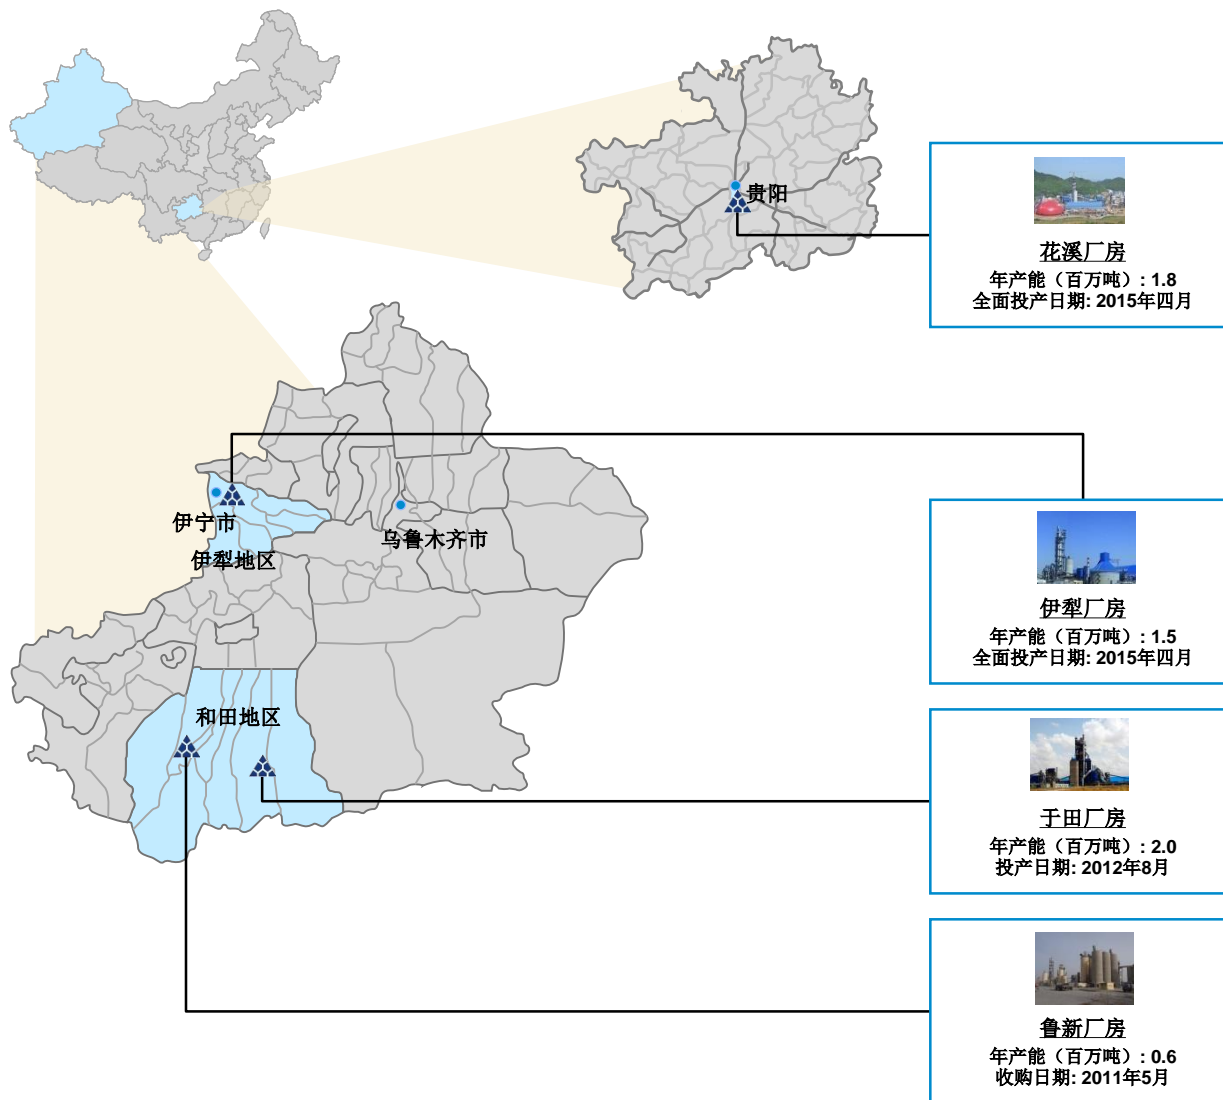 贵阳
花溪厂房
年产能（百万吨）: 1.8
全面投产日期: 2015年四月
伊宁市
伊犁地区
乌鲁木齐市
伊犁厂房
年产能（百万吨）: 1.5
全面投产日期: 2015年四月
和田地区
于田厂房
年产能（百万吨）: 2.0
投产日期: 2012年8月
鲁新厂房
年产能（百万吨）: 0.6
收购日期: 2011年5月